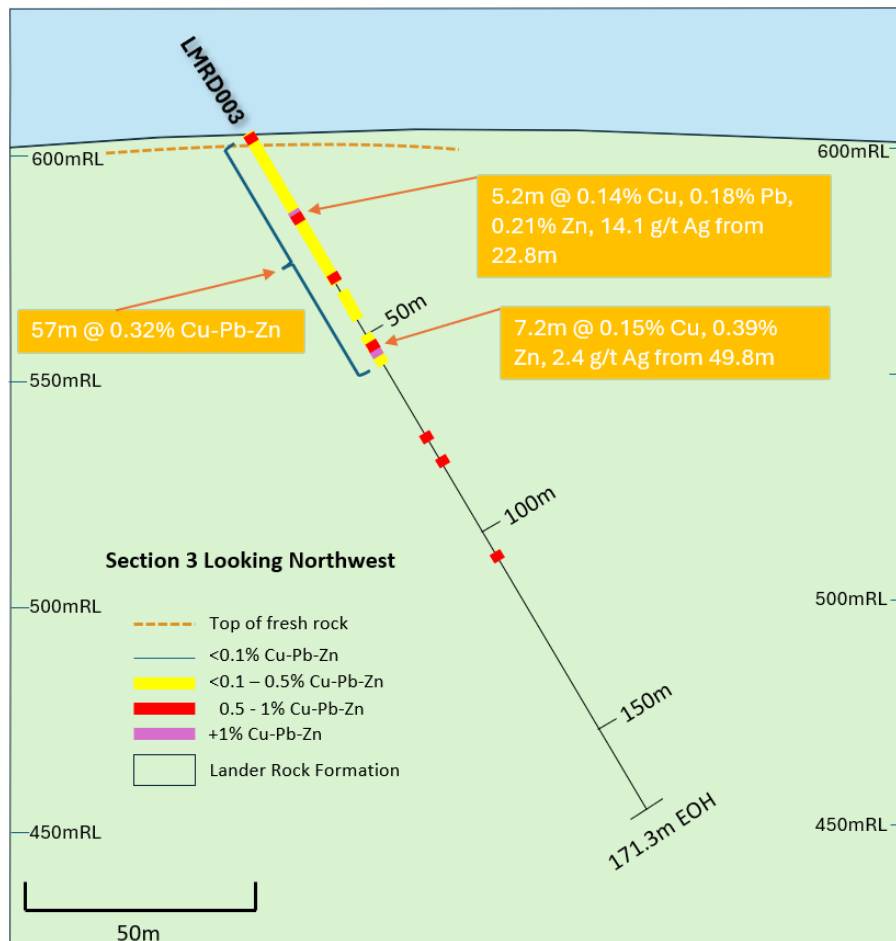 LMRD003
600mRL
600mRL
5.2m @ 0.14% Cu, 0.18% Pb,
0.21% Zn, 14.1 g/t Ag from
22.8m
50m
57m @ 0.32% Cu-Pb-Zn
7.2m @ 0.15% Cu, 0.39%
Zn, 2.4 g/t Ag from 49.8m
550mRL
100m
Section 3 Looking Northwest
500mRL
500mRL
Top of fresh rock
<0.1% Cu-Pb-Zn
<0.1 – 0.5% Cu-Pb-Zn
0.5 - 1% Cu-Pb-Zn
+1% Cu-Pb-Zn
Lander Rock Formation
150m
171.3m EOH
450mRL
450mRL
50m